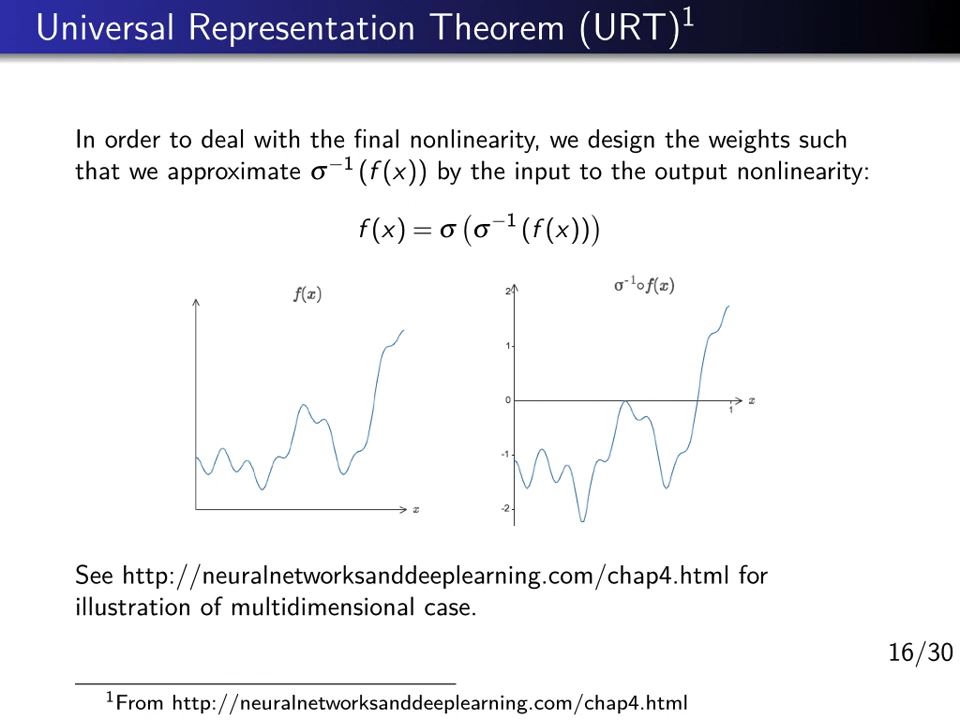 Universal Representation Theorem (URT)¹
In order to deal with the final nonlinearity, we design the weights such
that we approximate σ⁻¹(f(x)) by the input to the output nonlinearity:
f(x) = σ(σ⁻¹(f(x)))
f(x)
x
σ⁻¹∘f(x)
2
1
0
-1
-2
1
x
See http://neuralnetworksanddeeplearning.com/chap4.html for
illustration of multidimensional case.
16/30
¹From http://neuralnetworksanddeeplearning.com/chap4.html